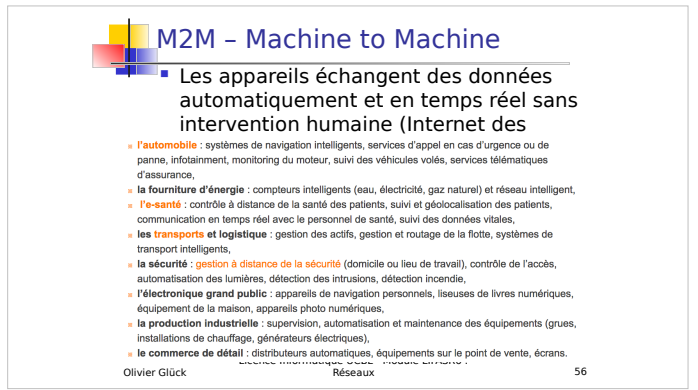 M2M – Machine to Machine
Les appareils échangent des données
automatiquement et en temps réel sans
intervention humaine (Internet des
l'automobile : systèmes de navigation intelligents, services d'appel en cas d'urgence ou de
panne, infotainment, monitoring du moteur, suivi des véhicules volés, services télématiques
d'assurance,
la fourniture d'énergie : compteurs intelligents (eau, électricité, gaz naturel) et réseau intelligent,
l'e-santé : contrôle à distance de la santé des patients, suivi et géolocalisation des patients,
communication en temps réel avec le personnel de santé, suivi des données vitales,
les transports et logistique : gestion des actifs, gestion et routage de la flotte, systèmes de
transport intelligents,
la sécurité : gestion à distance de la sécurité (domicile ou lieu de travail), contrôle de l'accès,
automatisation des lumières, détection des intrusions, détection incendie,
l'électronique grand public : appareils de navigation personnels, liseuses de livres numériques,
équipement de la maison, appareils photo numériques,
la production industrielle : supervision, automatisation et maintenance des équipements (grues,
installations de chauffage, générateurs électriques),
le commerce de détail : distributeurs automatiques, équipements sur le point de vente, écrans.
Olivier Glück
Réseaux
56